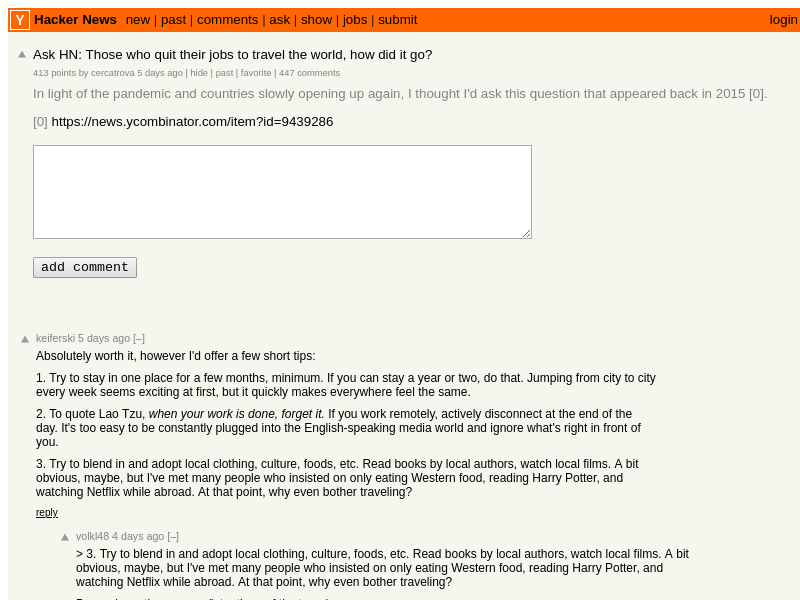 Y Hacker News new | past | comments | ask | show | jobs | submit login
Ask HN: Those who quit their jobs to travel the world, how did it go?
413 points by cercatrova 5 days ago | hide | past | favorite | 447 comments
In light of the pandemic and countries slowly opening up again, I thought I'd ask this question that appeared back in 2015 [0].
[0] https://news.ycombinator.com/item?id=9439286
add comment
keiferski 5 days ago [–]
Absolutely worth it, however I'd offer a few short tips:
1. Try to stay in one place for a few months, minimum. If you can stay a year or two, do that. Jumping from city to city
every week seems exciting at first, but it quickly makes everywhere feel the same.
2. To quote Lao Tzu, when your work is done, forget it. If you work remotely, actively disconnect at the end of the
day. It's too easy to be constantly plugged into the English-speaking media world and ignore what's right in front of
you.
3. Try to blend in and adopt local clothing, culture, foods, etc. Read books by local authors, watch local films. A bit
obvious, maybe, but I've met many people who insisted on only eating Western food, reading Harry Potter, and
watching Netflix while abroad. At that point, why even bother traveling?
reply
volkl48 4 days ago [–]
> 3. Try to blend in and adopt local clothing, culture, foods, etc. Read books by local authors, watch local films. A bit
obvious, maybe, but I've met many people who insisted on only eating Western food, reading Harry Potter, and
watching Netflix while abroad. At that point, why even bother traveling?